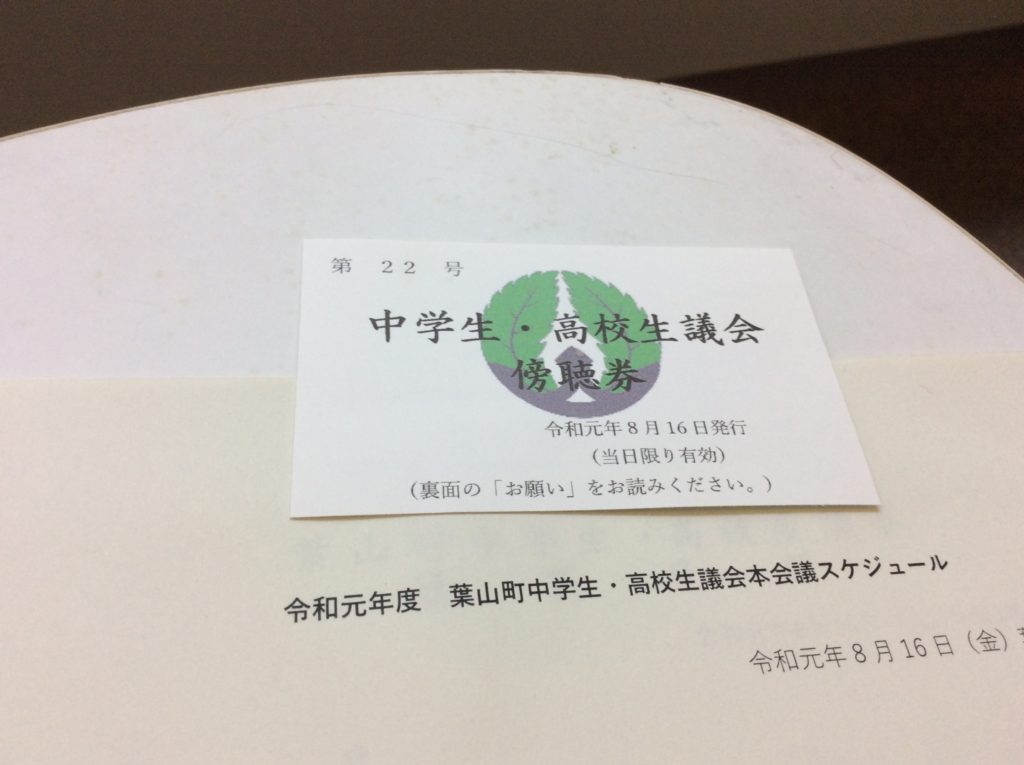 第 22 号
中学生・高校生議会
傍聴券
令和元年8月16日発行
（当日限り有効）
（裏面の「お願い」をお読みください。）
令和元年度 葉山町中学生・高校生議会本会議スケジュール
令和元年8月16日（金）